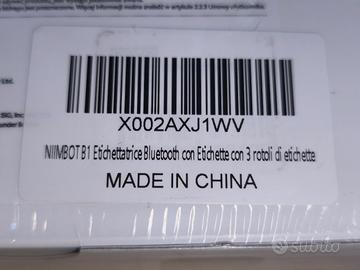 X002AXJ1WV
NIIMBOT B1 Etichettatrice Bluetooth con Etichette con 3 rotoli di etichette
MADE IN CHINA
subito